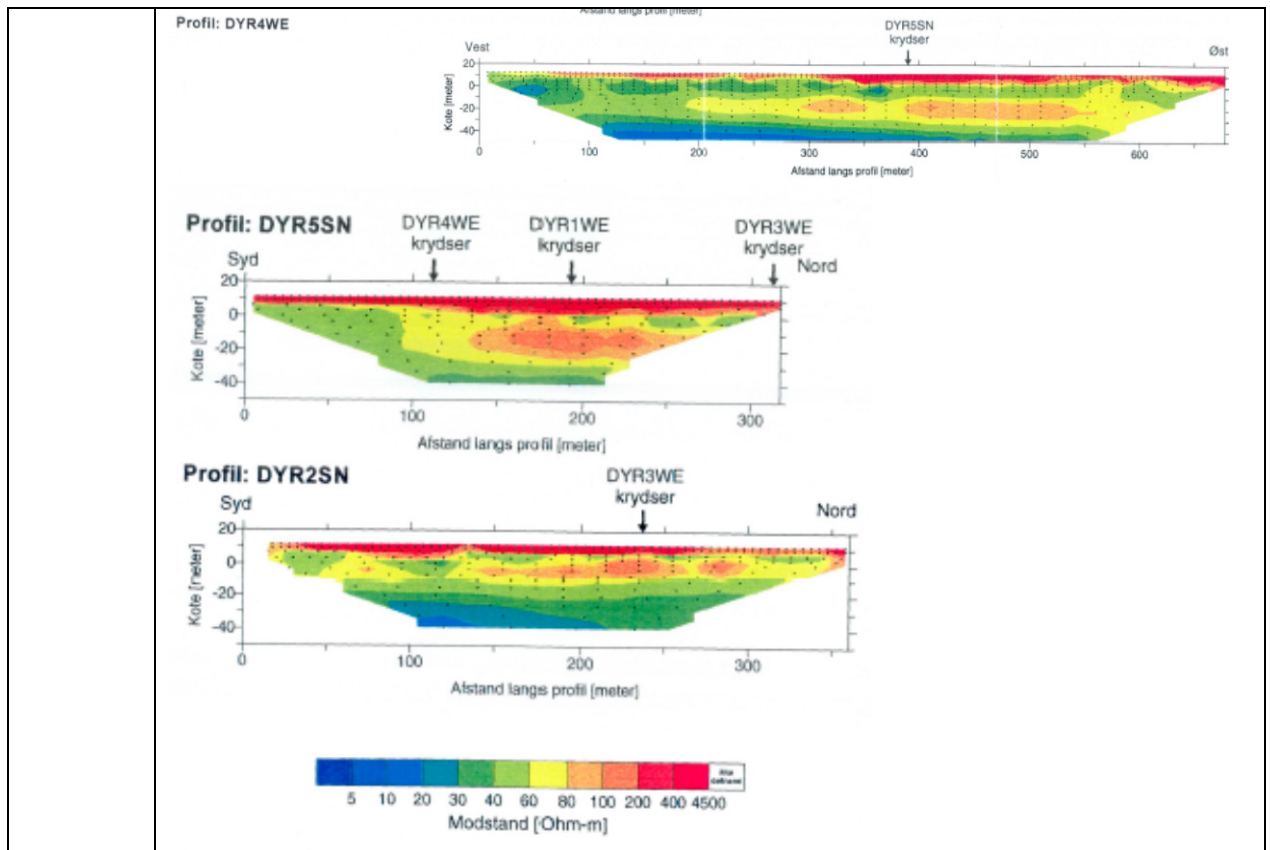 Afstand langs profil [meter]
Profil: DYR4WE
DYR5SN
krydser
Vest
Øst
20
0
-20
-40
Kote [meter]
0 100 200 300 400 500 600
Afstand langs profil [meter]
Profil: DYR5SN
DYR4WE
krydser
DYR1WE
krydser
DYR3WE
krydser
Syd
Nord
20
0
-20
-40
Kote [meter]
0 100 200 300
Afstand langs profil [meter]
Profil: DYR2SN
DYR3WE
krydser
Syd
Nord
20
0
-20
-40
Kote [meter]
0 100 200 300
Afstand langs profil [meter]
5 10 20 30 40 60 80 100 200 400 4500
Modstand [Ohm-m]